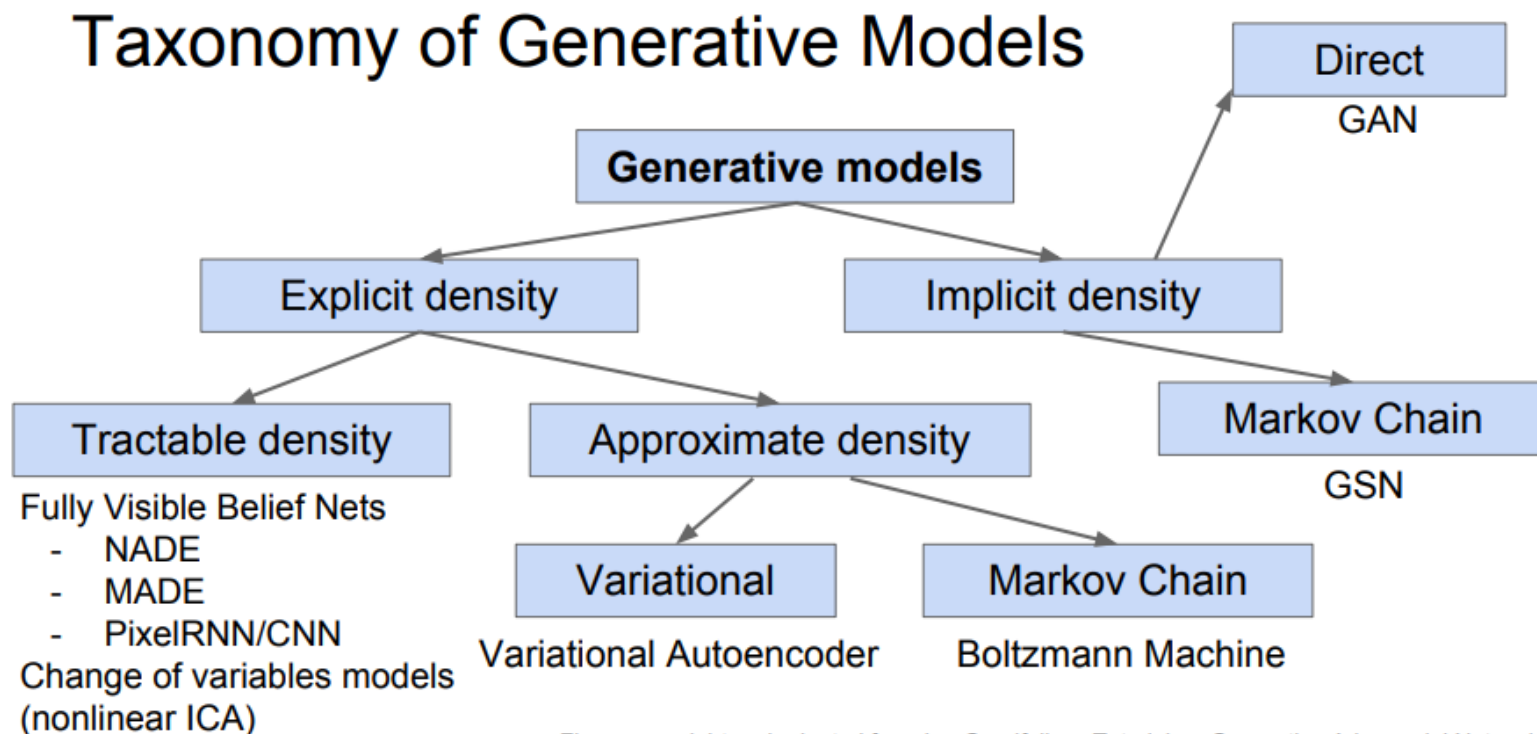 Taxonomy of Generative Models
Direct
GAN
Generative models
Explicit density
Implicit density
Tractable density
Approximate density
Markov Chain
GSN
Fully Visible Belief Nets
- NADE
- MADE
- PixelRNN/CNN
Change of variables models
(nonlinear ICA)
Variational
Markov Chain
Variational Autoencoder
Boltzmann Machine